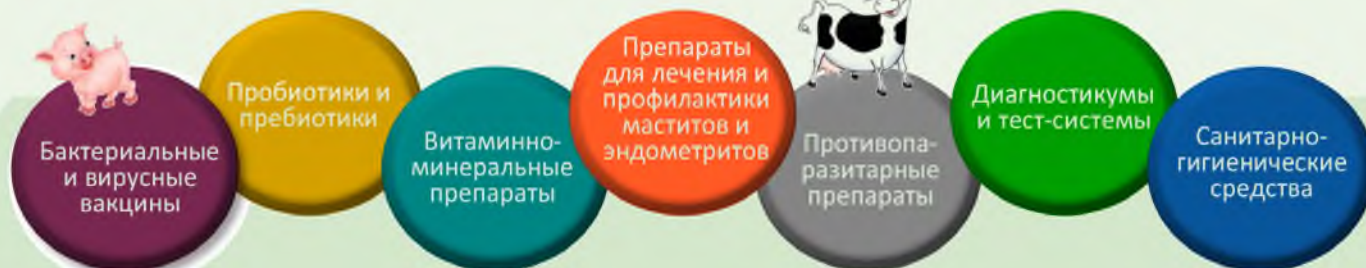 Бактериальные
и вирусные
вакцины
Пробиотики и
пребиотики
Витаминно-
минеральные
препараты
Препараты
для лечения и
профилактики
маститов и
эндометритов
Противопа-
разитарные
препараты
Диагностикумы
и тест-системы
Санитарно-
гигиенические
средства